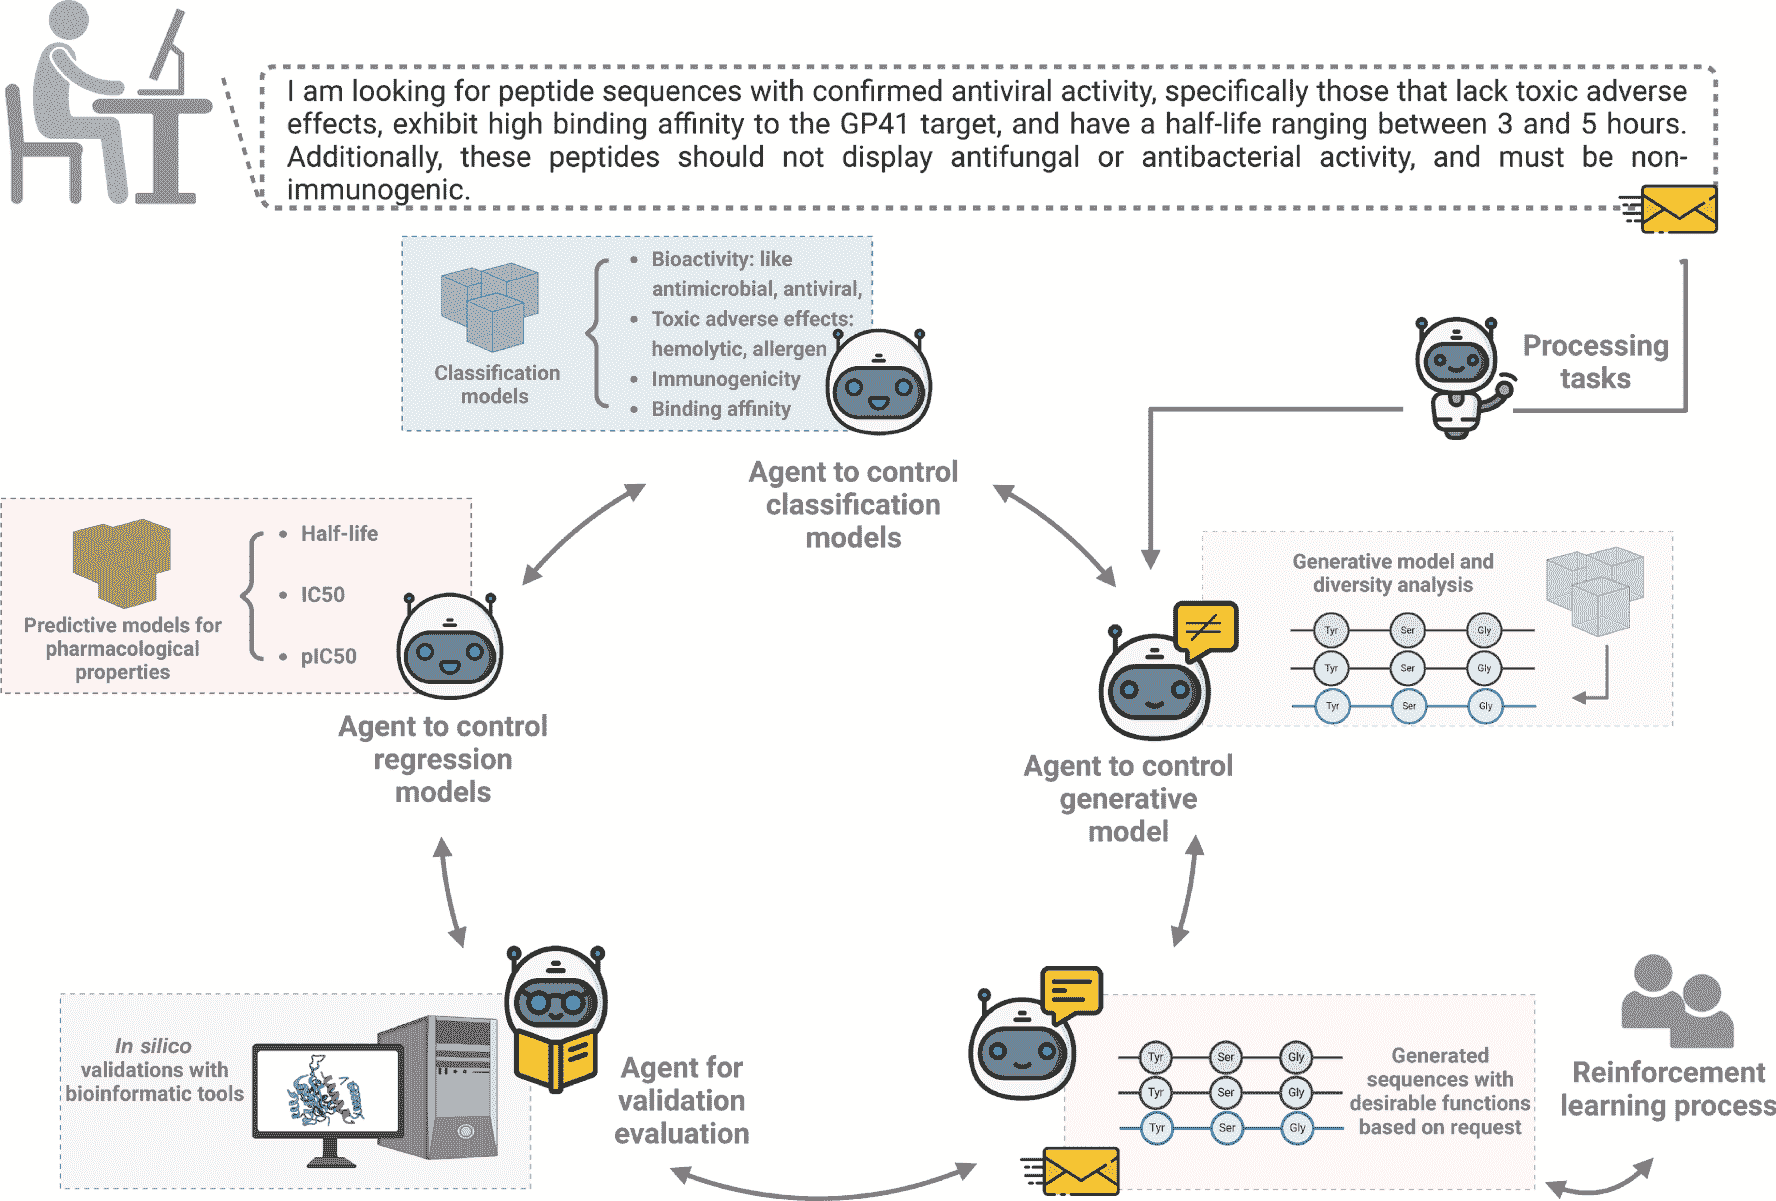 I am looking for peptide sequences with confirmed antiviral activity, specifically those that lack toxic adverse
effects, exhibit high binding affinity to the GP41 target, and have a half-life ranging between 3 and 5 hours.
Additionally, these peptides should not display antifungal or antibacterial activity, and must be non-
immunogenic.
• Bioactivity: like
antimicrobial, antiviral,
• Toxic adverse effects:
hemolytic, allergen
• Immunogenicity
• Binding affinity
Classification
models
Processing
tasks
Agent to control
classification
models
• Half-life
• IC50
• pIC50
Predictive models for
pharmacological
properties
Agent to control
regression
models
Generative model and
diversity analysis
Tyr Ser Gly
Tyr Ser Gly
Tyr Ser Gly
Agent to control
generative
model
In silico
validations with
bioinformatic tools
Agent for
validation
evaluation
Tyr Ser Gly
Tyr Ser Gly
Tyr Ser Gly
Generated
sequences with
desirable functions
based on request
Reinforcement
learning process